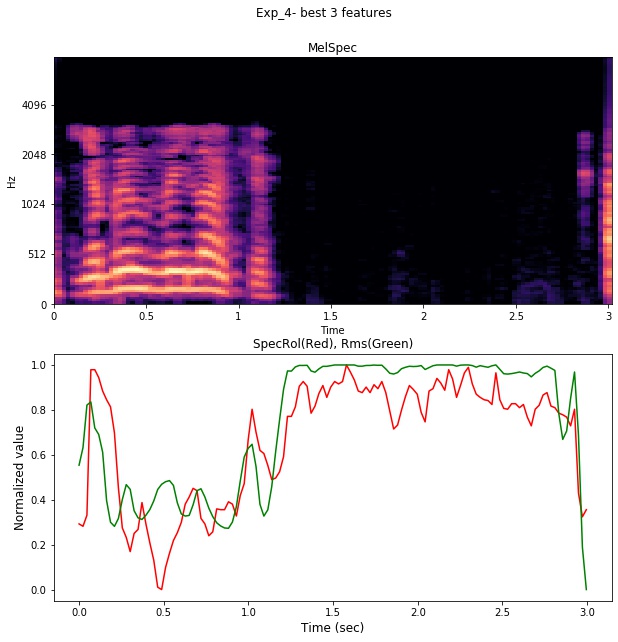 Exp_4- best 3 features
MelSpec
4096
2048
1024
512
0
Hz
0 0.5 1 1.5 2 2.5 3
Time
SpecRol(Red), Rms(Green)
1.0
0.8
0.6
0.4
0.2
0.0
Normalized value
0.0 0.5 1.0 1.5 2.0 2.5 3.0
Time (sec)